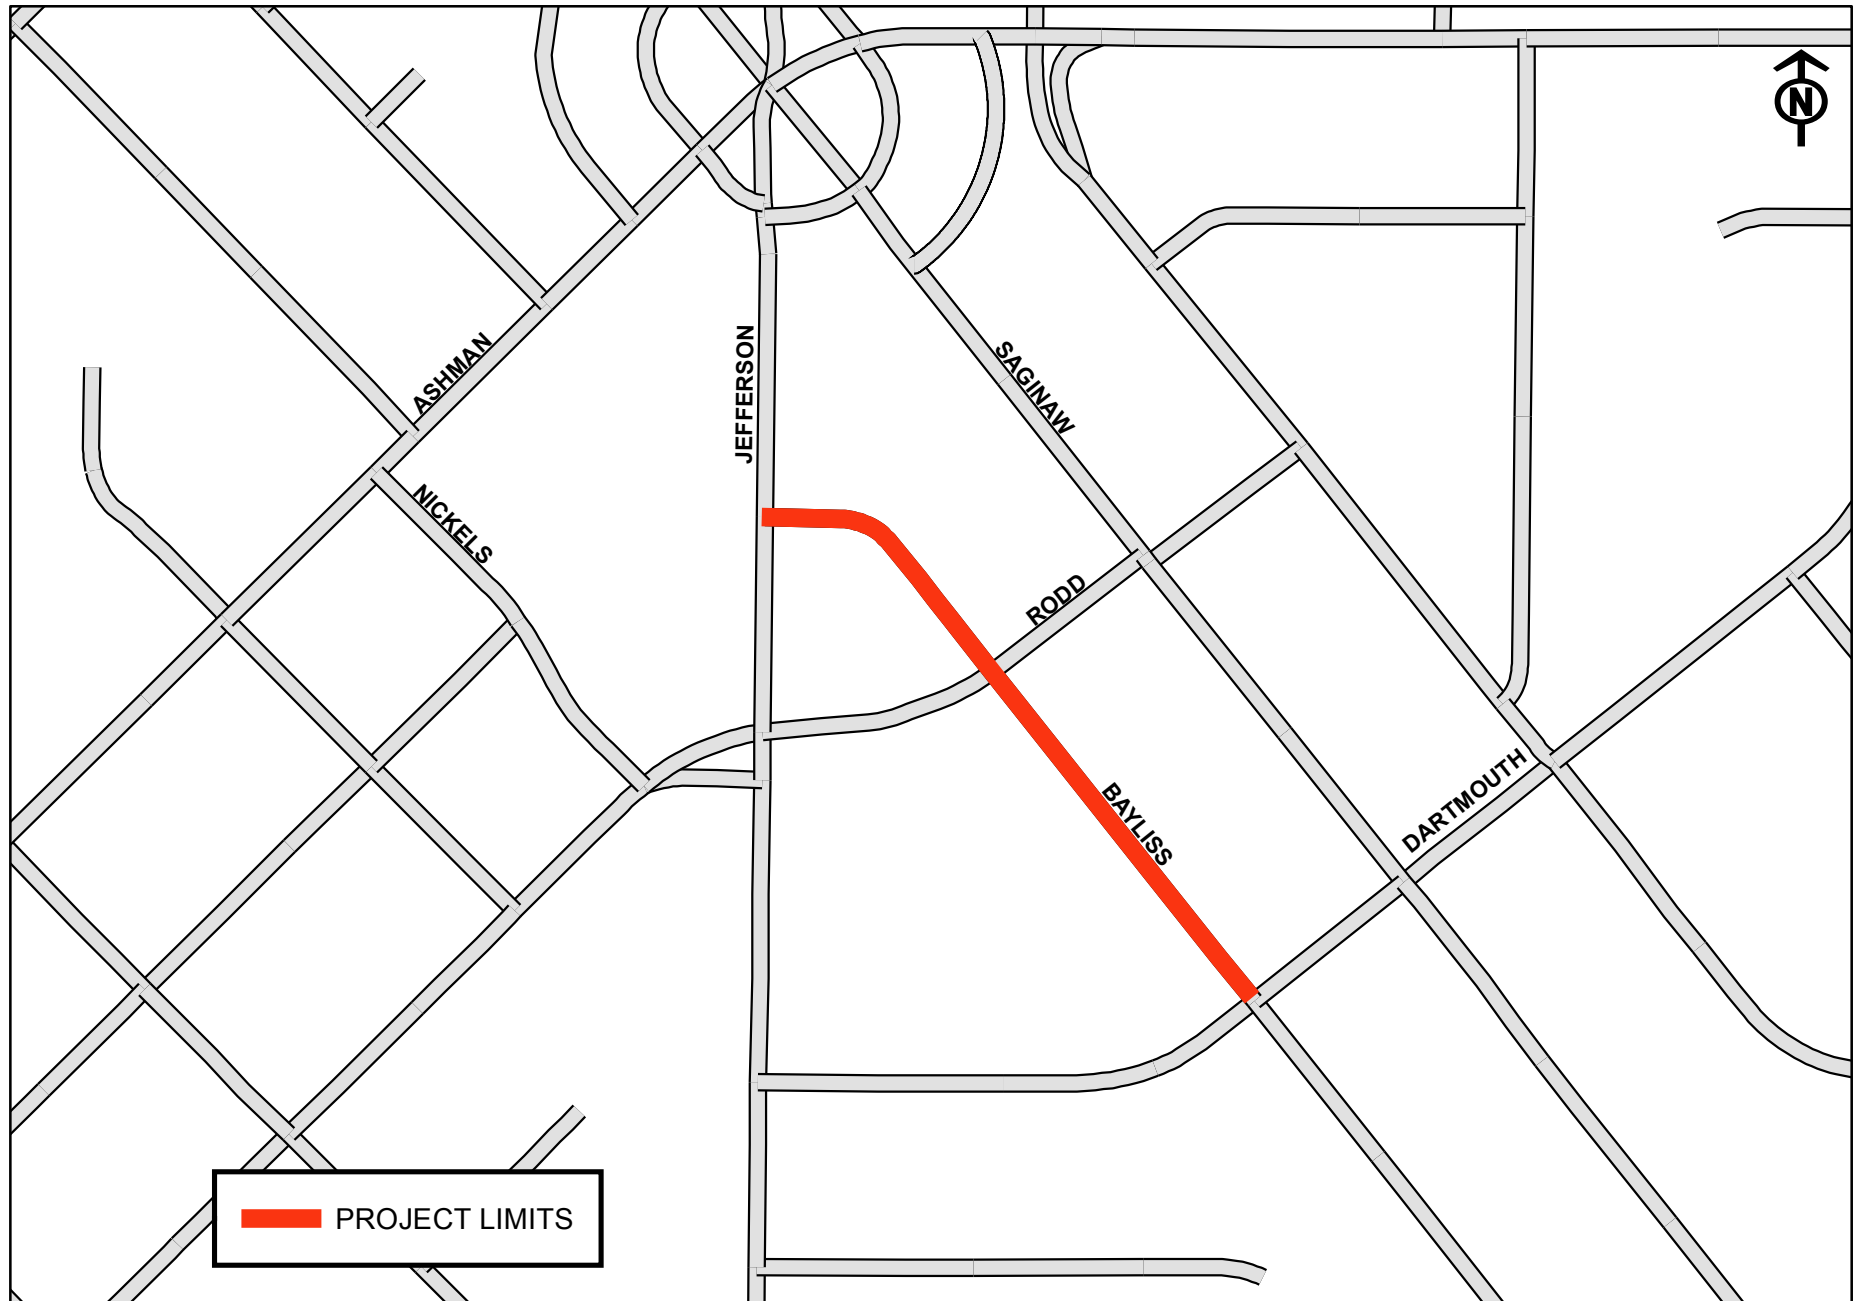 N
ASHMAN
JEFFERSON
SAGINAW
NICKELS
RODD
DARTMOUTH
BAYLISS
PROJECT LIMITS